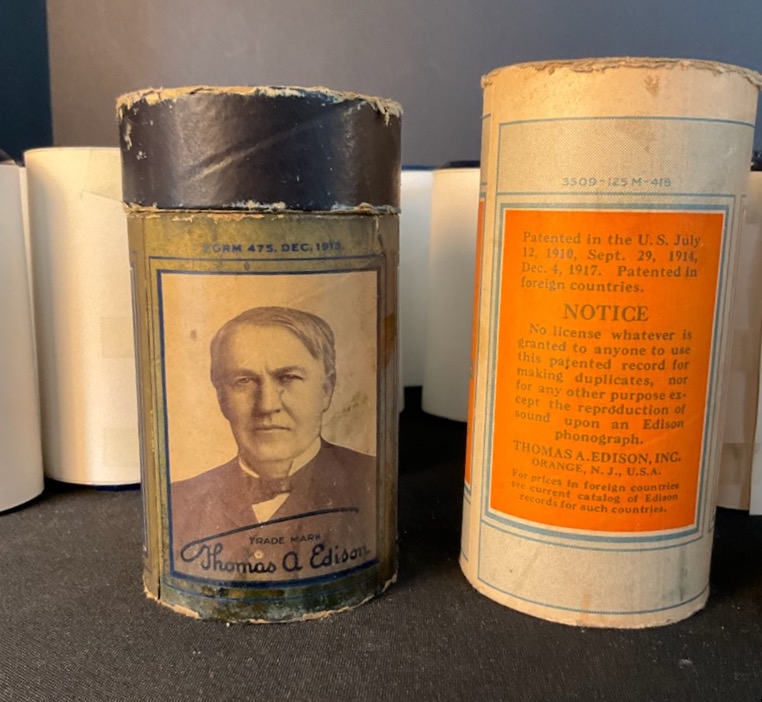 FORM 475. DEC, 1913.
TRADE MARK
Thomas A Edison
3509-125M-418
Patented in the U. S. July
12, 1910, Sept. 29, 1914,
Dec. 4, 1917. Patented in
foreign countries.
NOTICE
No license whatever is
granted to anyone to use
this patented record for
making duplicates, nor
for any other purpose ex-
cept the reproduction of
sound upon an Edison
phonograph.
THOMAS A. EDISON, INC.
ORANGE, N. J., U.S.A.
For prices in foreign countries
see current catalog of Edison
records for such countries.